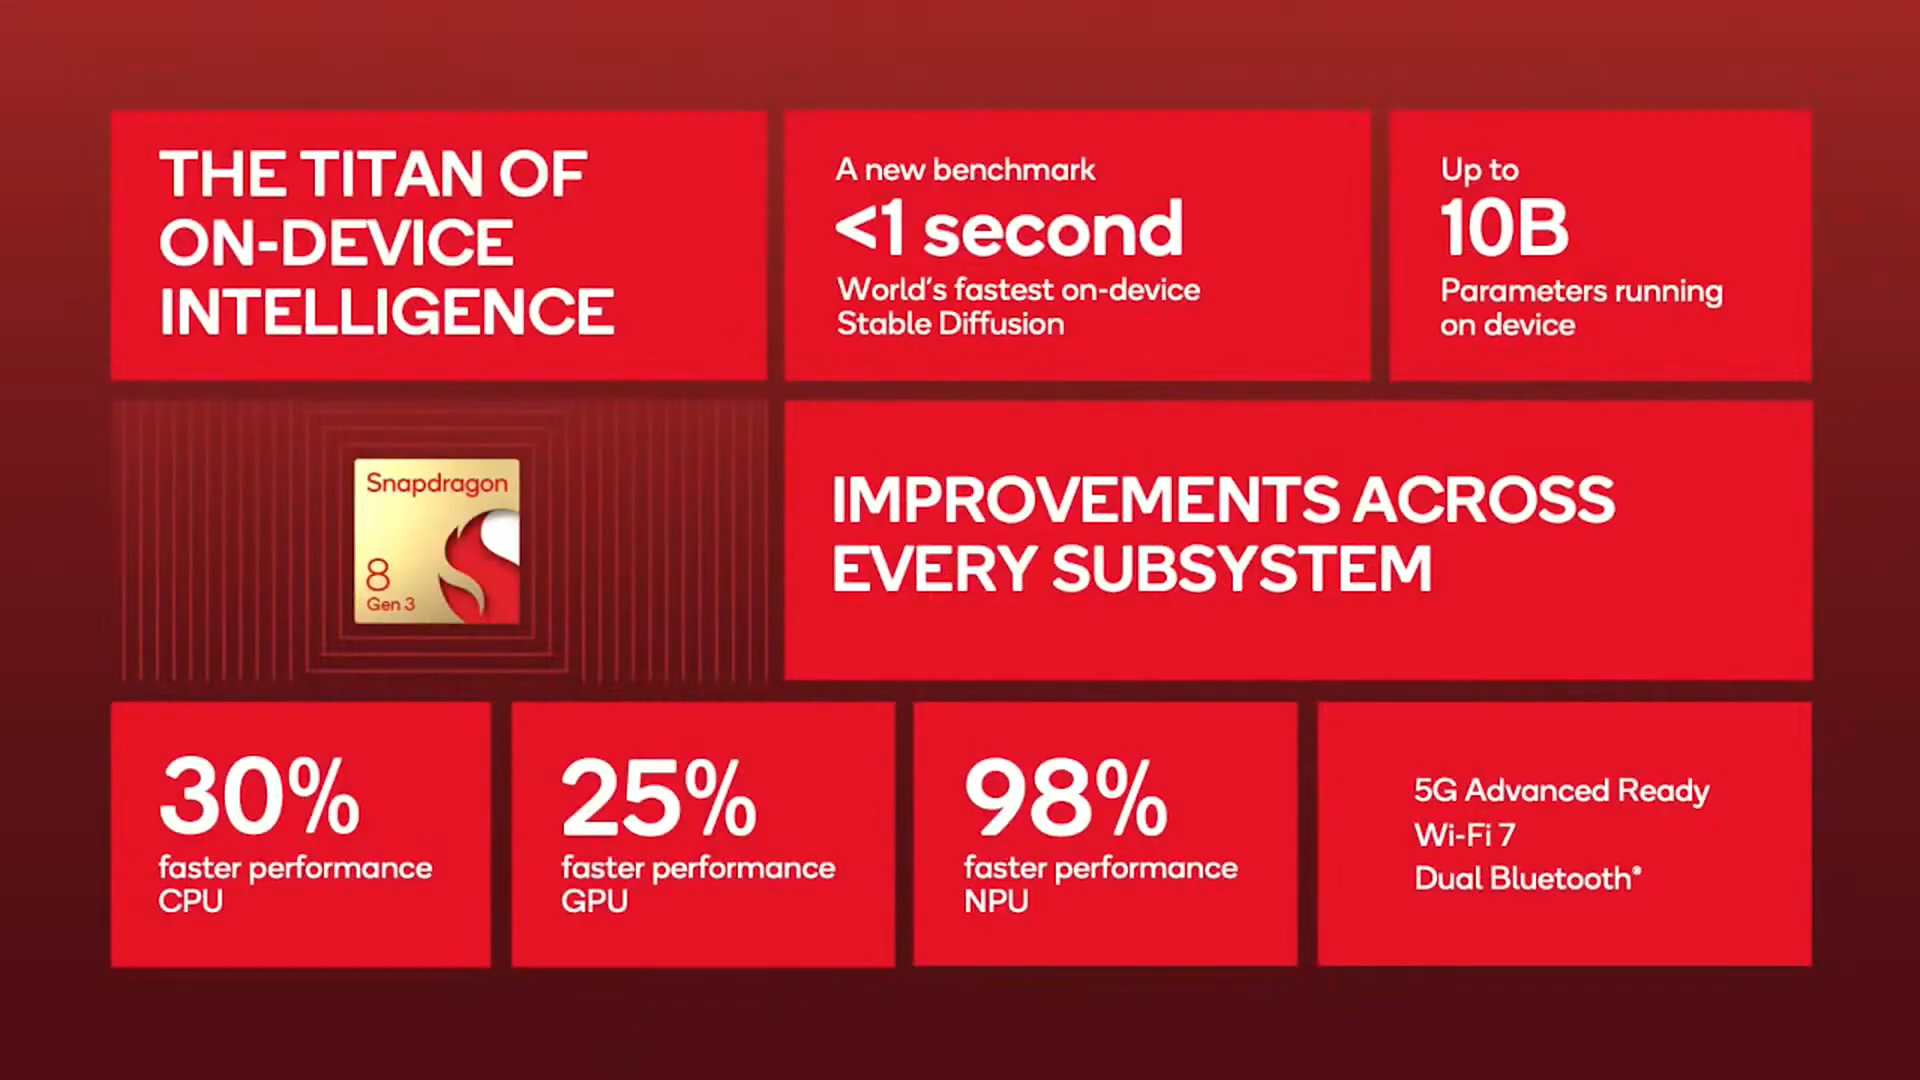 THE TITAN OF
ON-DEVICE
INTELLIGENCE
A new benchmark
<1 second
World's fastest on-device
Stable Diffusion
Up to
10B
Parameters running
on device
Snapdragon
8
Gen 3
IMPROVEMENTS ACROSS
EVERY SUBSYSTEM
30%
faster performance
CPU
25%
faster performance
GPU
98%
faster performance
NPU
5G Advanced Ready
Wi-Fi 7
Dual Bluetooth®